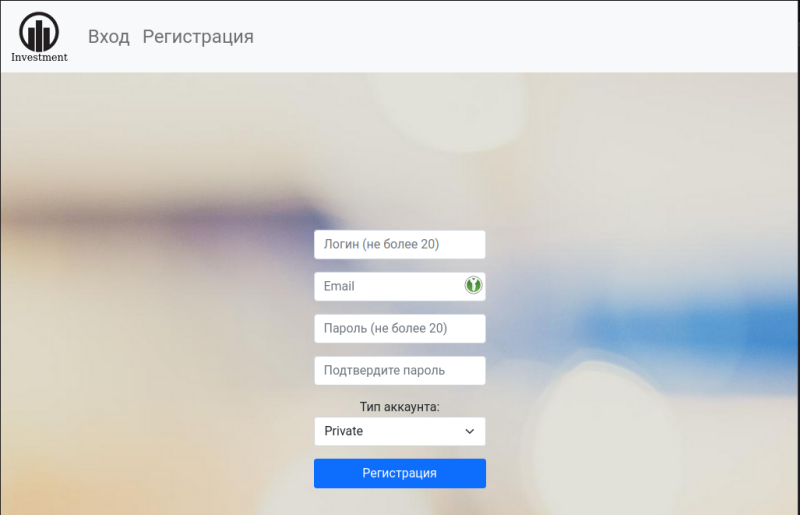 Investment
Вход Регистрация
Логин (не более 20)
Email
Пароль (не более 20)
Подтвердите пароль
Тип аккаунта:
Private
Регистрация